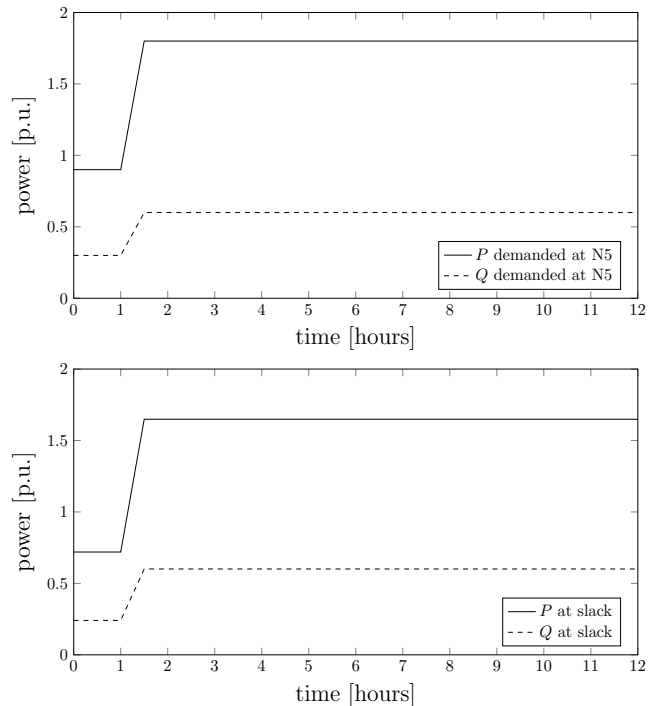 2
1.5
1
0.5
0
power [p.u.]
P demanded at N5
Q demanded at N5
0 1 2 3 4 5 6 7 8 9 10 11 12
time [hours]
2
1.5
1
0.5
0
power [p.u.]
P at slack
Q at slack
0 1 2 3 4 5 6 7 8 9 10 11 12
time [hours]